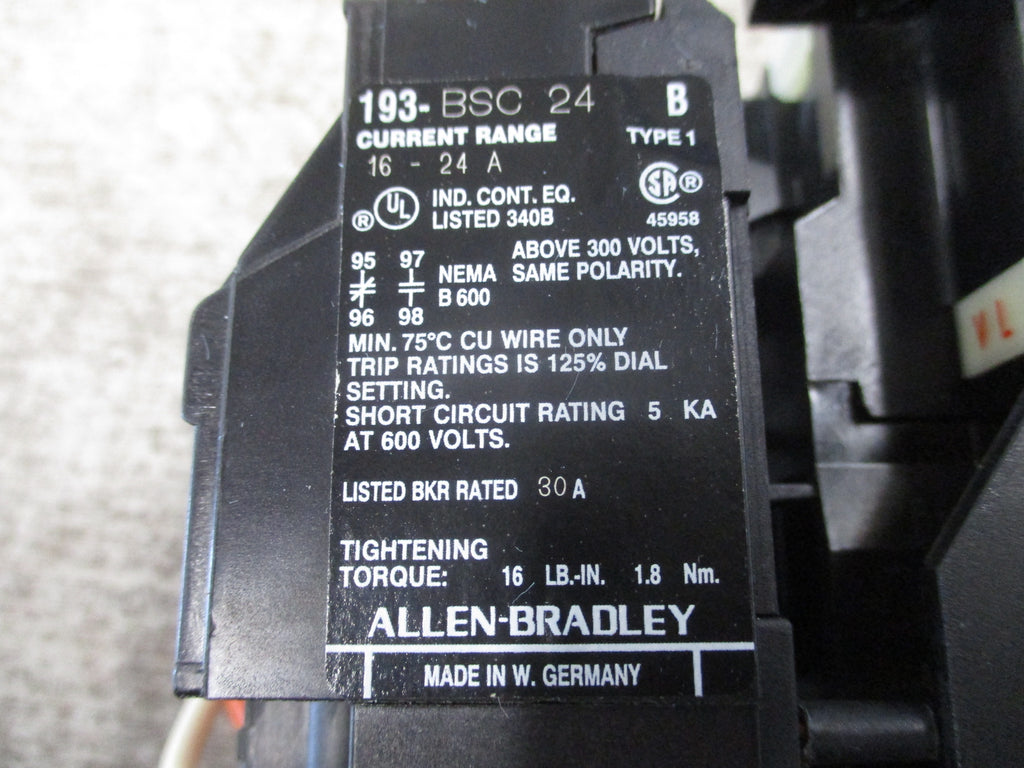 193- BSC 24 B
CURRENT RANGE TYPE 1
16 - 24 A
® UL IND. CONT. EQ. SA ®
LISTED 340B 45958
95 97 ABOVE 300 VOLTS,
NEMA SAME POLARITY.
B 600
96 98
MIN. 75°C CU WIRE ONLY
TRIP RATINGS IS 125% DIAL
SETTING.
SHORT CIRCUIT RATING 5 KA
AT 600 VOLTS.
LISTED BKR RATED 30 A
TIGHTENING
TORQUE: 16 LB.-IN. 1.8 Nm.
ALLEN-BRADLEY
MADE IN W. GERMANY